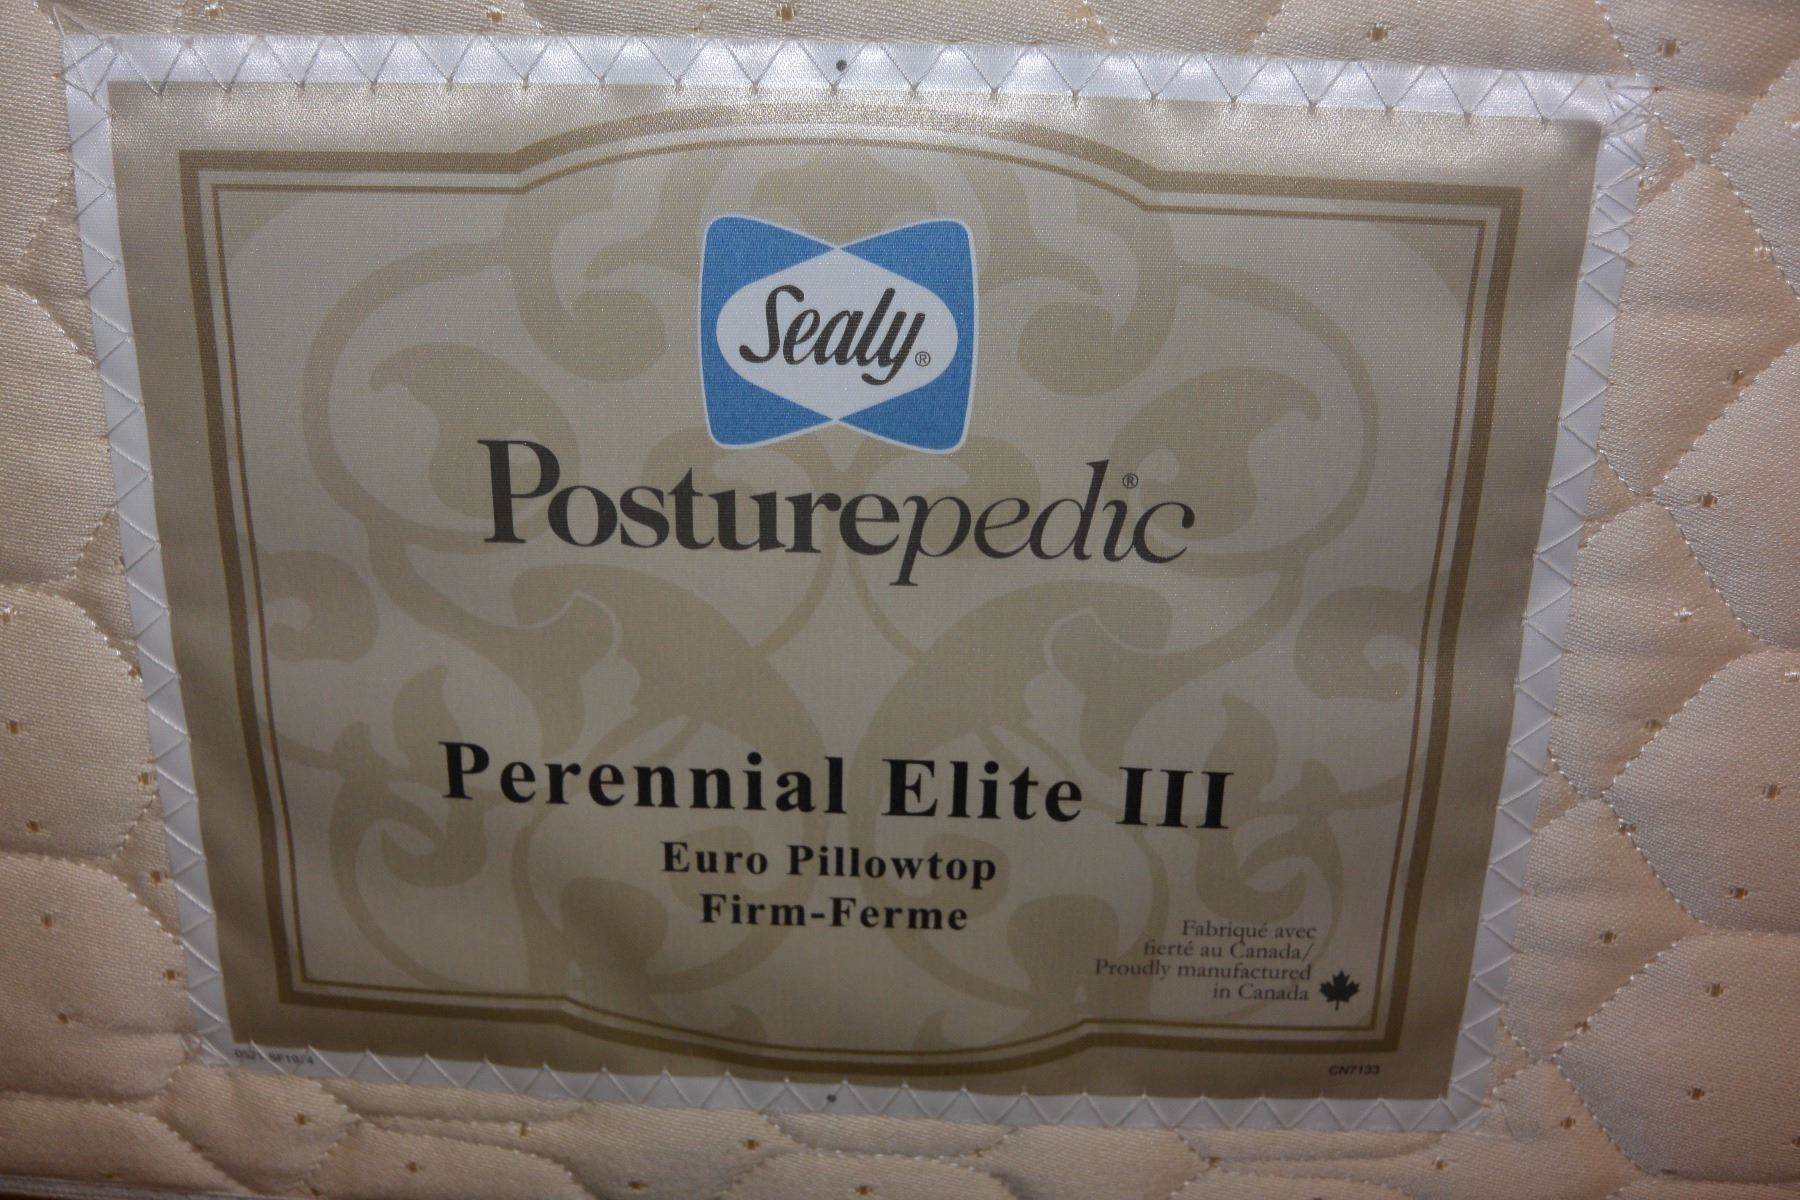 Sealy®
Posturepedic®
Perennial Elite III
Euro Pillowtop
Firm-Ferme
Fabriqué avec
fierté au Canada/
Proudly manufactured
in Canada
CN7133